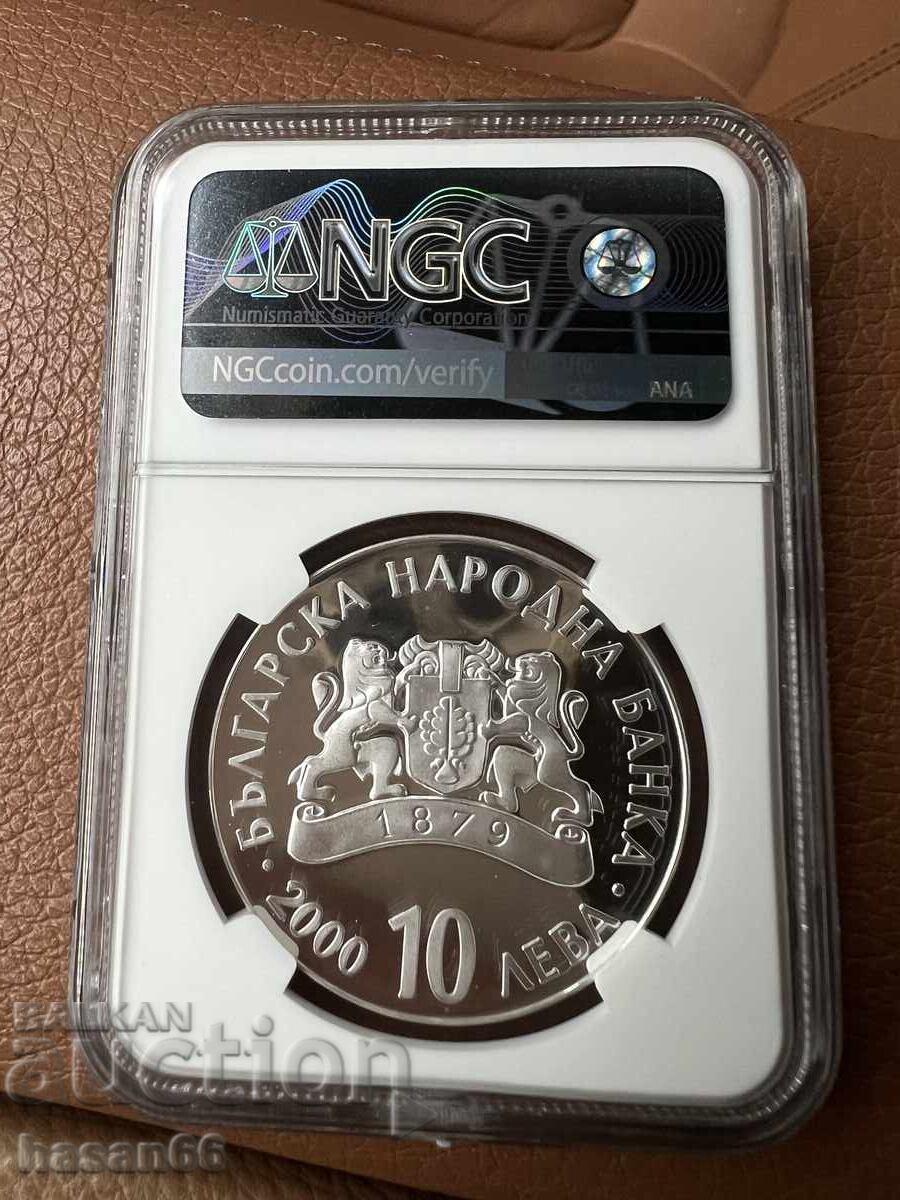 NGC
Numismatic Guaranty Corporation
NGCcoin.com/verify
ANA
· БЪЛГАРСКА НАРОДНА БАНКА ·
1879
2000 10 ЛЕВА
BALKAN
auction
hasan66